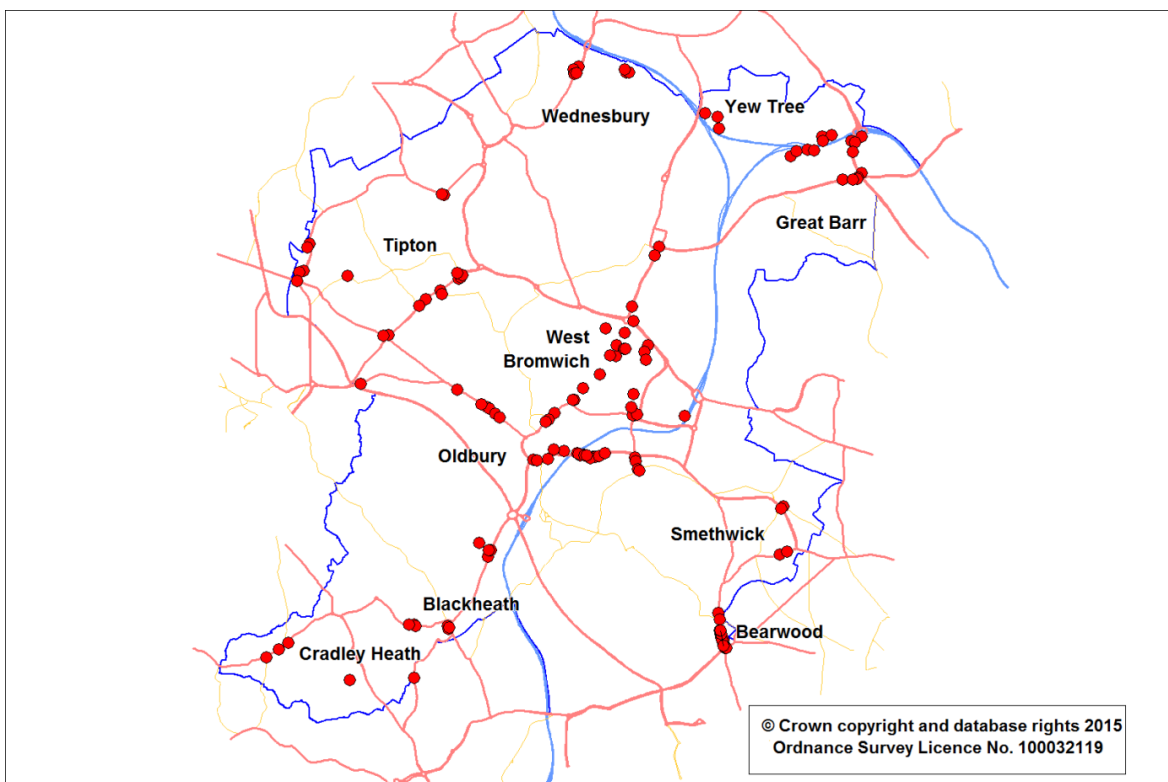 Wednesbury
Yew Tree
Great Barr
Tipton
West
Bromwich
Oldbury
Smethwick
Blackheath
Bearwood
Cradley Heath
© Crown copyright and database rights 2015
Ordnance Survey Licence No. 100032119